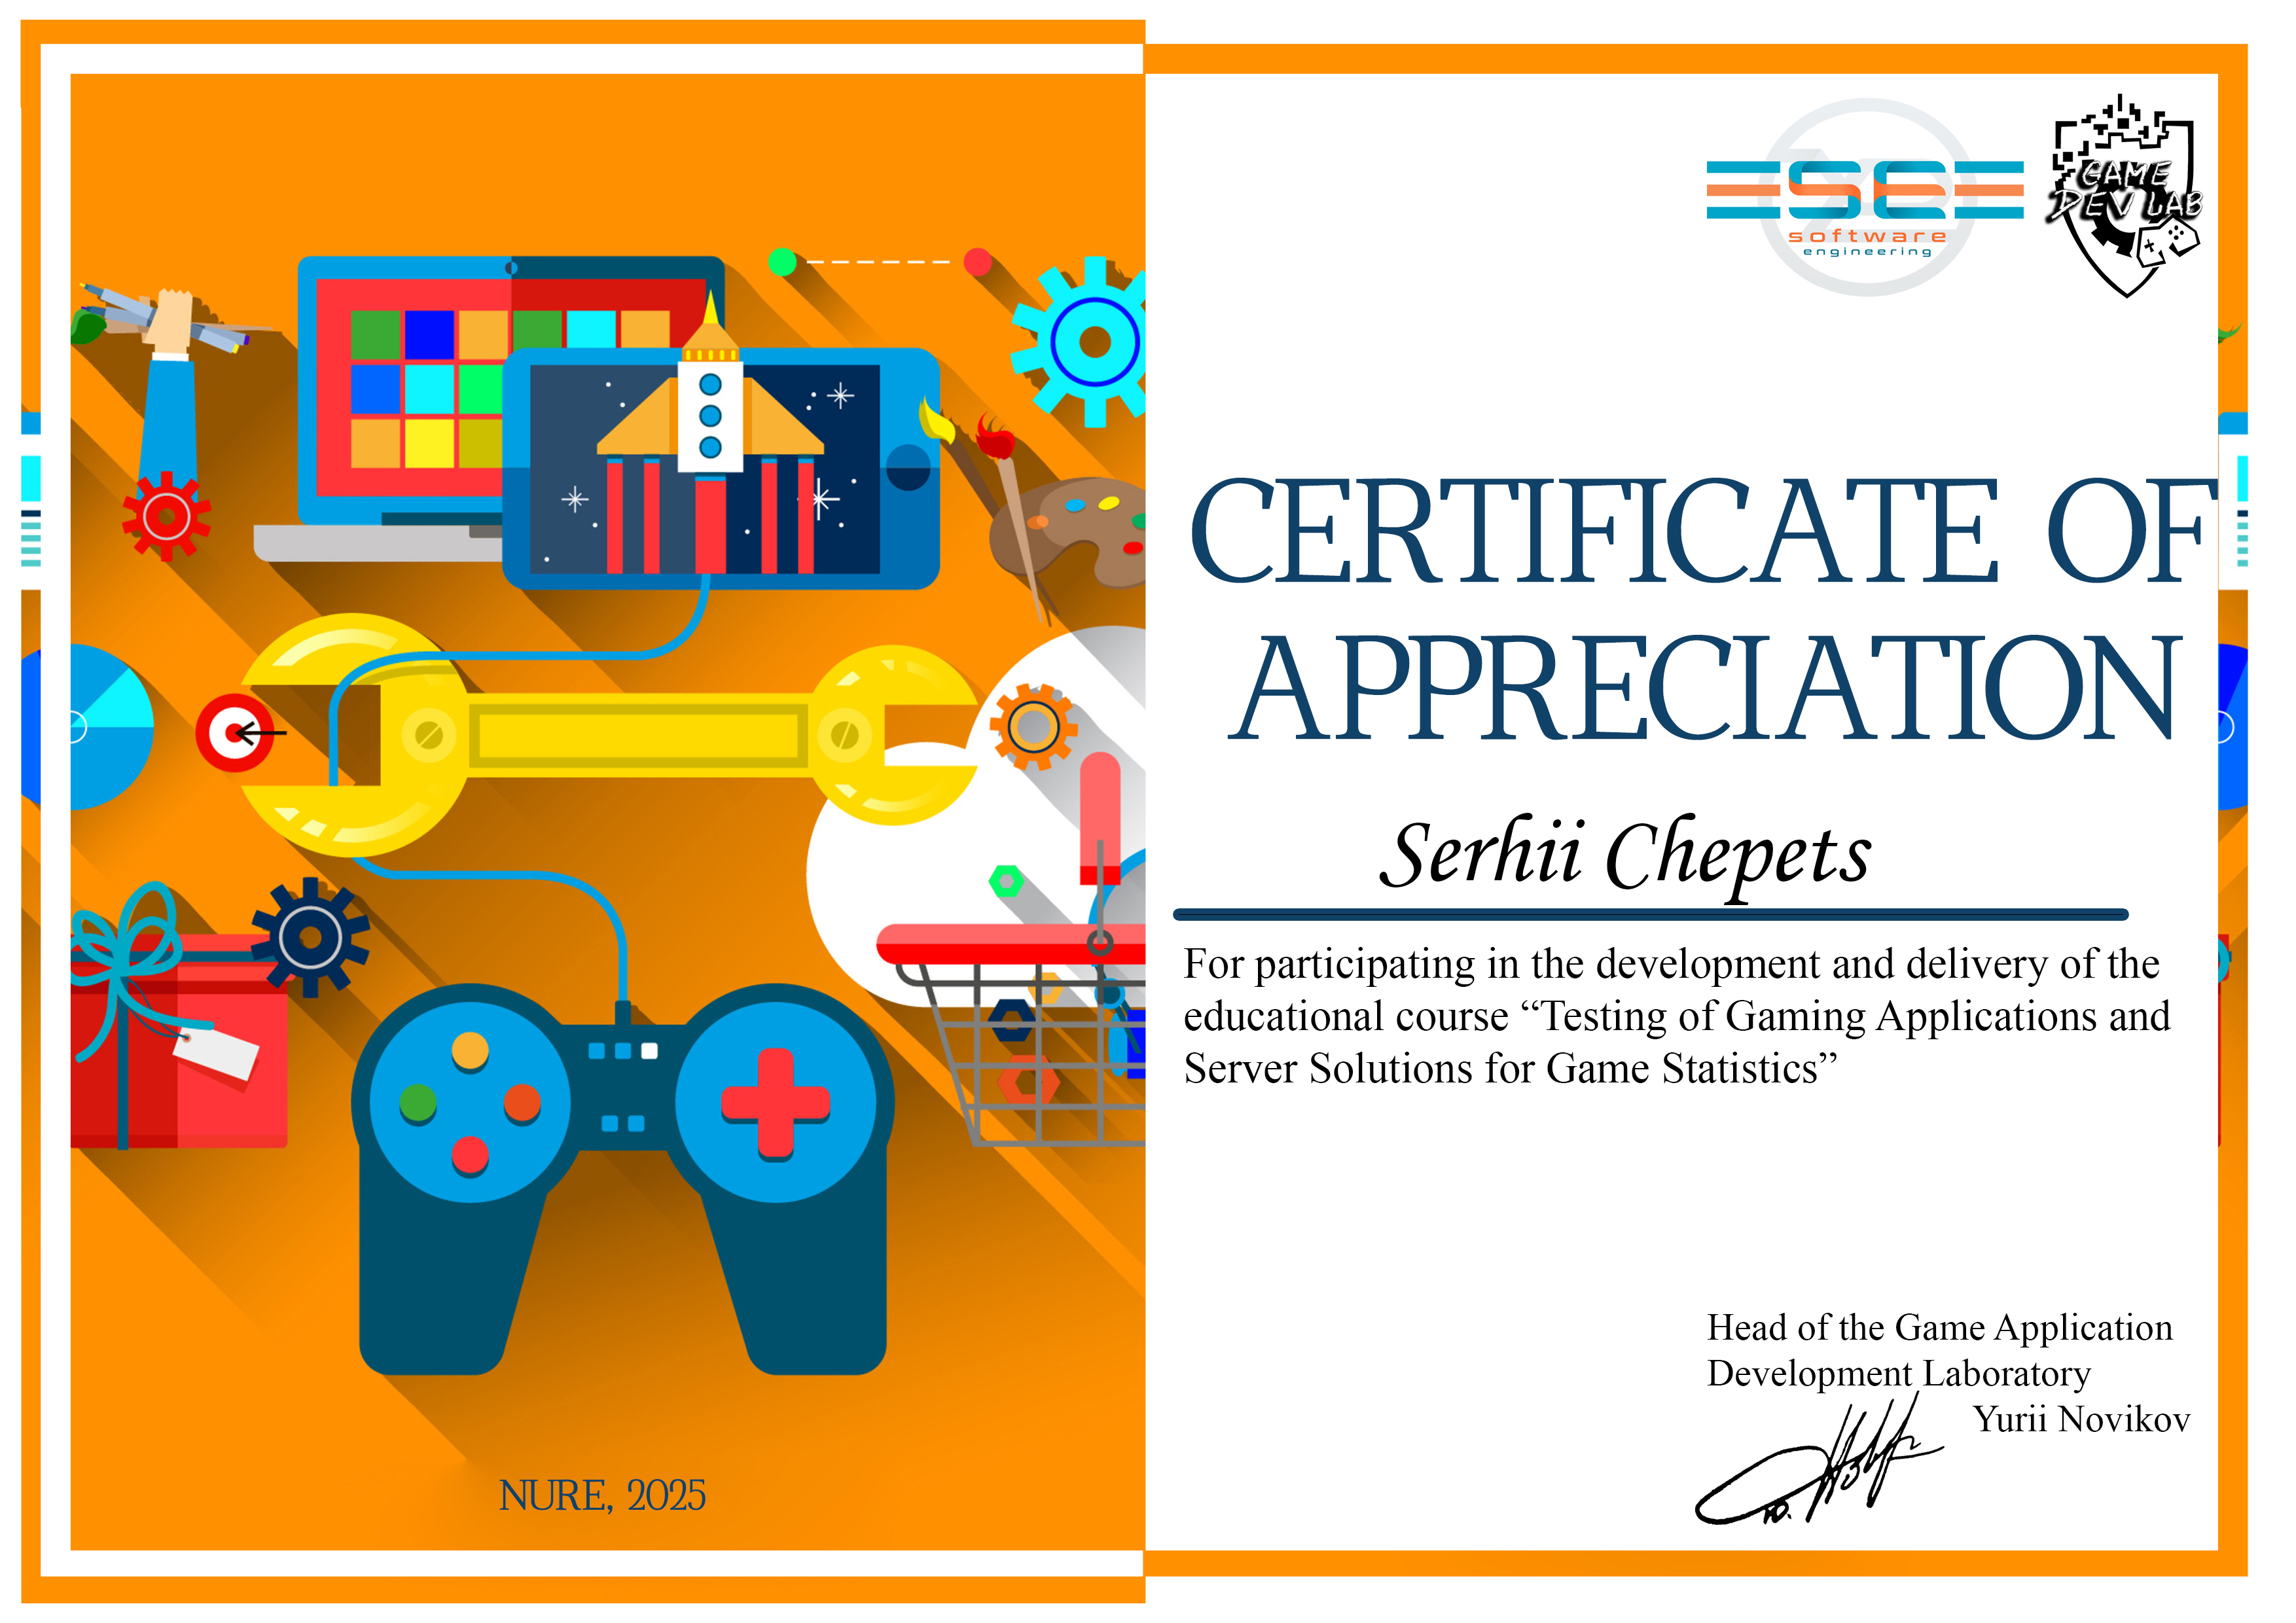 SE
software
engineering
GAME
DEV LAB
CERTIFICATE OF
APPRECIATION
Serhii Chepets
For participating in the development and delivery of the
educational course “Testing of Gaming Applications and
Server Solutions for Game Statistics”
Head of the Game Application
Development Laboratory
Yurii Novikov
NURE, 2025